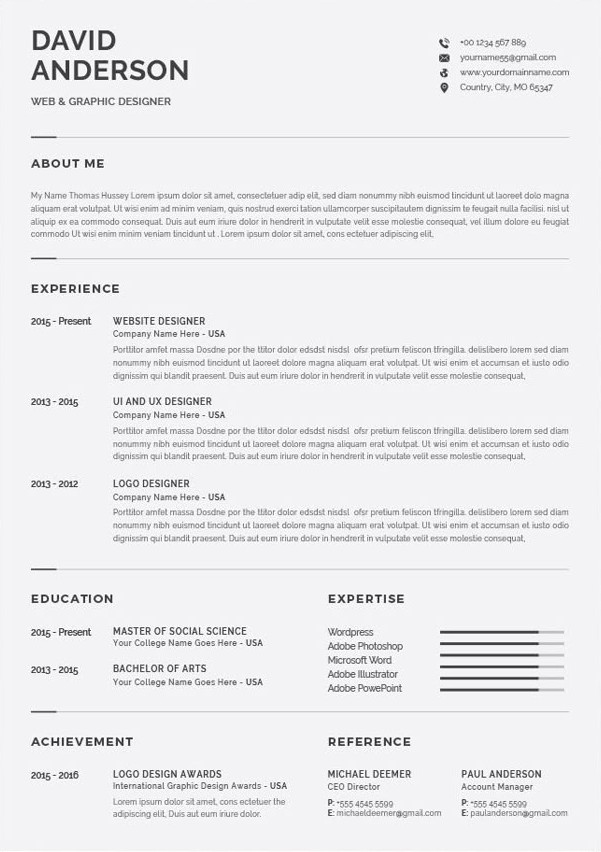 DAVID
ANDERSON
WEB & GRAPHIC DESIGNER
+00 1234 567 889
yourname55@gmail.com
www.yourdomainname.com
Country, City, MO 65347
ABOUT ME
My Name Thomas Hussey Lorem ipsum dolor sit amet, consectetuer adip elit, sed diam nonummy nibh euismod tincidunt ut laoreet dolo magna
aliquam erat volutpat. Ut wisi enim ad minim veniam, quis nostrud exerci tation ullamcorper suscipitautem dignissim te feugait nulla facilisi. nisl ut
aliquip ex ea commodo consequat. Duis aut eum iriure dolor in hendrerit in vulputate velit esse molestie consequat, vel illum dolore eu feugiat
commodo Ut wisi enim minim veniam tincidunt ut . Lorem ipsum dolor sit amet, cons ectetuer adipiscing elit,
EXPERIENCE
2015 - Present
WEBSITE DESIGNER
Company Name Here - USA
Porttitor amfet massa Dosdne por the ttitor dolor edsdst nisdsl ofsr pretium feliscon tfringilla. delislibero lorem sed diam
nonummy nibh euismod tincidunt ut laoreet dolore magna aliquam erat volutpat. Ut wisi enim et accumsan et iusto odio
dignissim qui blandit praesent. Duis aut eum iriure dolor in hendrerit in vulputate velit esse molestie consequat,
2013 - 2015
UI AND UX DESIGNER
Company Name Here - USA
Porttitor amfet massa Dosdne por the ttitor dolor edsdst nisdsl ofsr pretium feliscon tfringilla. delislibero lorem sed diam
nonummy nibh euismod tincidunt ut laoreet dolore magna aliquam erat volutpat. Ut wisi enim et accumsan et iusto odio
dignissim qui blandit praesent. Duis aut eum iriure dolor in hendrerit in vulputate velit esse molestie consequat,
2013 - 2012
LOGO DESIGNER
Company Name Here - USA
Porttitor amfet massa Dosdne por the ttitor dolor edsdst nisdsl ofsr pretium feliscon tfringilla. delislibero lorem sed diam
nonummy nibh euismod tincidunt ut laoreet dolore magna aliquam erat volutpat. Ut wisi enim et accumsan et iusto odio
dignissim qui blandit praesent. Duis aut eum iriure dolor in hendrerit in vulputate velit esse molestie consequat,
EDUCATION
2015 - Present
MASTER OF SOCIAL SCIENCE
Your College Name Goes Here - USA
2013 - 2015
BACHELOR OF ARTS
Your College Name Goes Here - USA
EXPERTISE
Wordpress
Adobe Photoshop
Microsoft Word
Adobe Illustrator
Adobe PowePoint
ACHIEVEMENT
2015 - 2016
LOGO DESIGN AWARDS
International Graphic Design Awards - USA
Lorem ipsum dolor sit amet, cons ectetuer the
adipiscing elit, Duis aut eum iriure dolor.
REFERENCE
MICHAEL DEEMER
CEO Director
P: +555 4545 5599
E: michaeldeemer@gmail.com
PAUL ANDERSON
Account Manager
P: +555 4545 5599
E: paulanderson@gmail.com